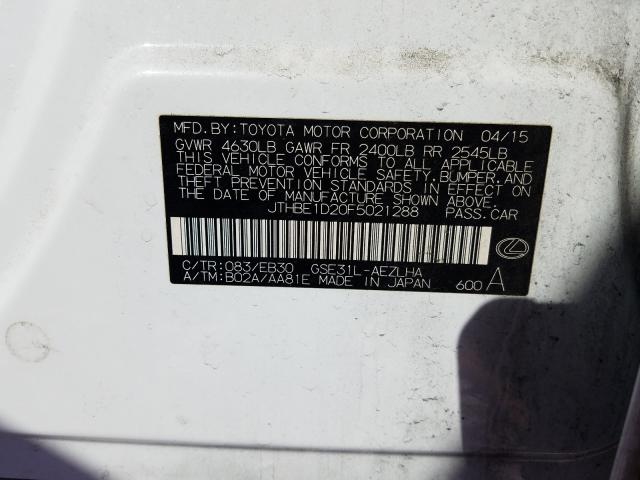 MFD. BY: TOYOTA MOTOR CORPORATION 04/15
GVWR 4630LB GAWR FR 2400LB RR 2545LB
THIS VEHICLE CONFORMS TO ALL APPLICABLE
FEDERAL MOTOR VEHICLE SAFETY, BUMPER, AND
THEFT PREVENTION STANDARDS IN EFFECT ON
THE DATE OF MANUFACTURE SHOWN ABOVE.
JTHBE1D20F5021288 PASS. CAR
C/TR: 083/EB30 GSE31L-AEZLHA
A/TM: B02A/AA81E MADE IN JAPAN 600 A